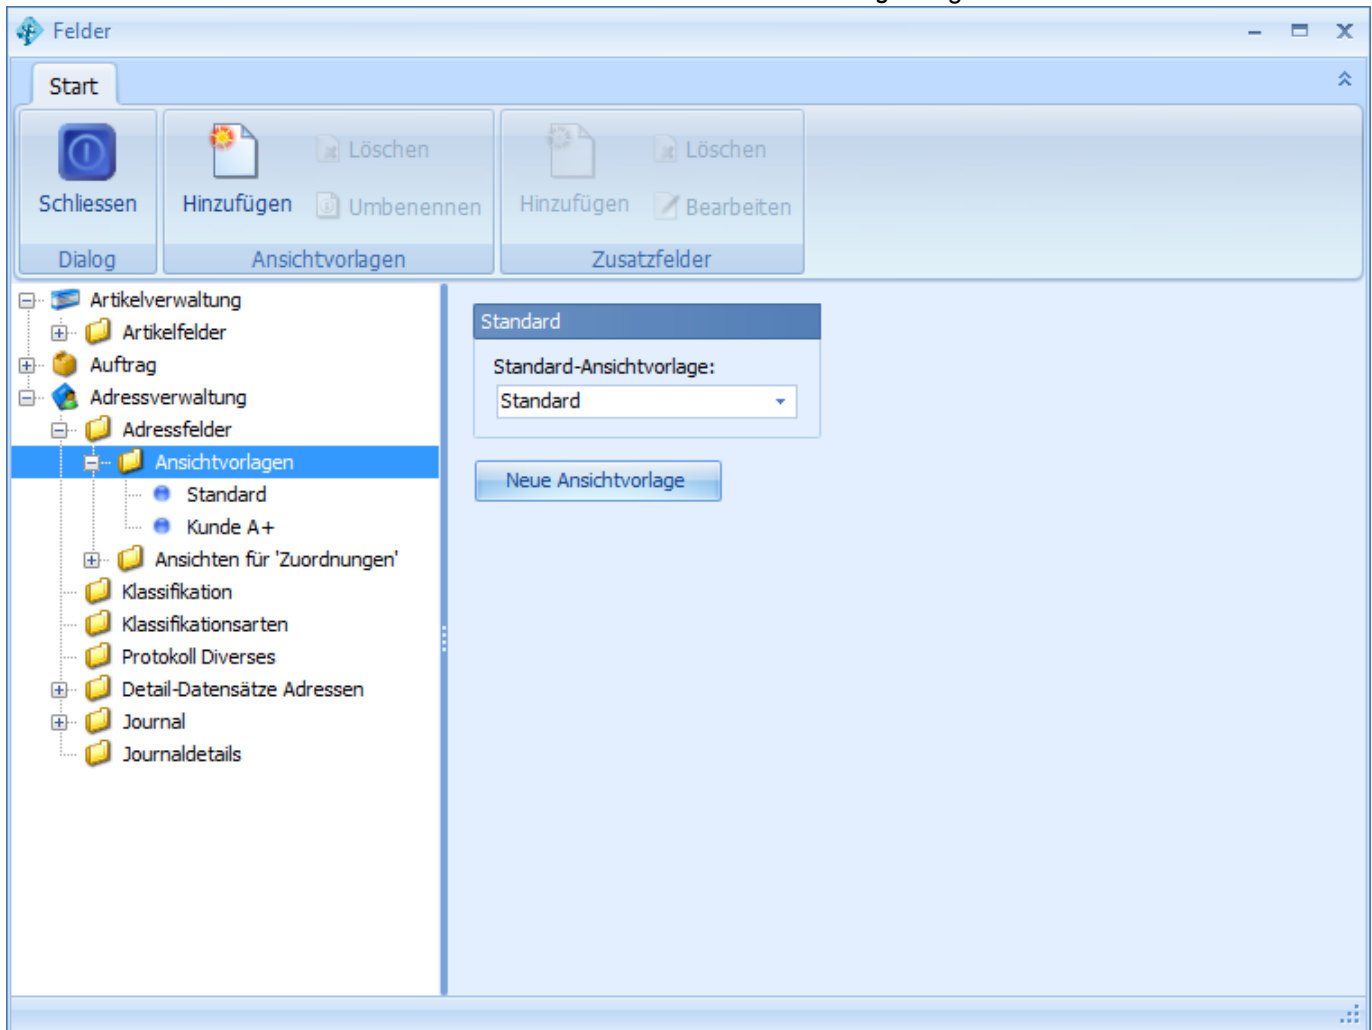 Felder
Start
Löschen
Löschen
Schliessen
Hinzufügen
Umbenennen
Hinzufügen
Bearbeiten
Dialog
Ansichtvorlagen
Zusatzfelder
Artikelverwaltung
Artikelfelder
Auftrag
Adressverwaltung
Adressfelder
Ansichtvorlagen
Standard
Kunde A+
Ansichten für 'Zuordnungen'
Klassifikation
Klassifikationsarten
Protokoll Diverses
Detail-Datensätze Adressen
Journal
Journaldetails
Standard
Standard-Ansichtvorlage:
Standard
Neue Ansichtvorlage